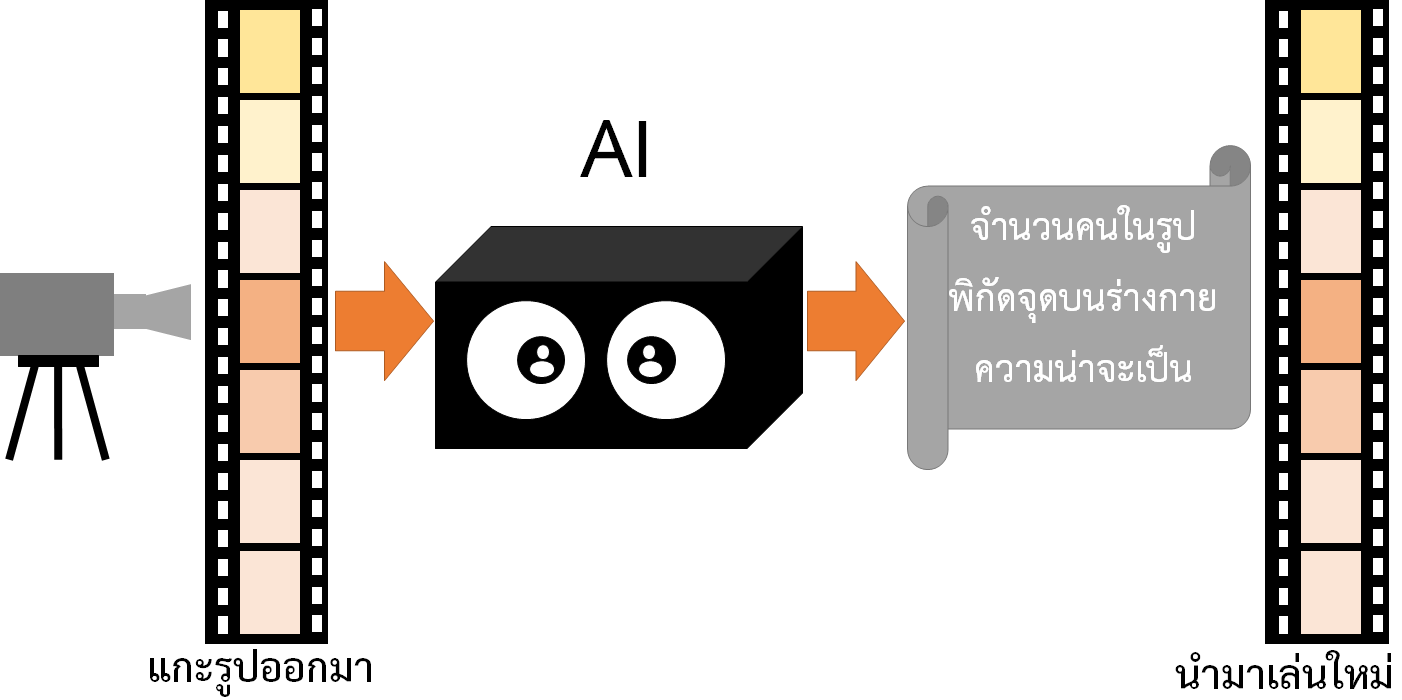 AI
จำนวนคนในรูป
พิกัดจุดบนร่างกาย
ความน่าจะเป็น
แกะรูปออกมา
นำมาเล่นใหม่